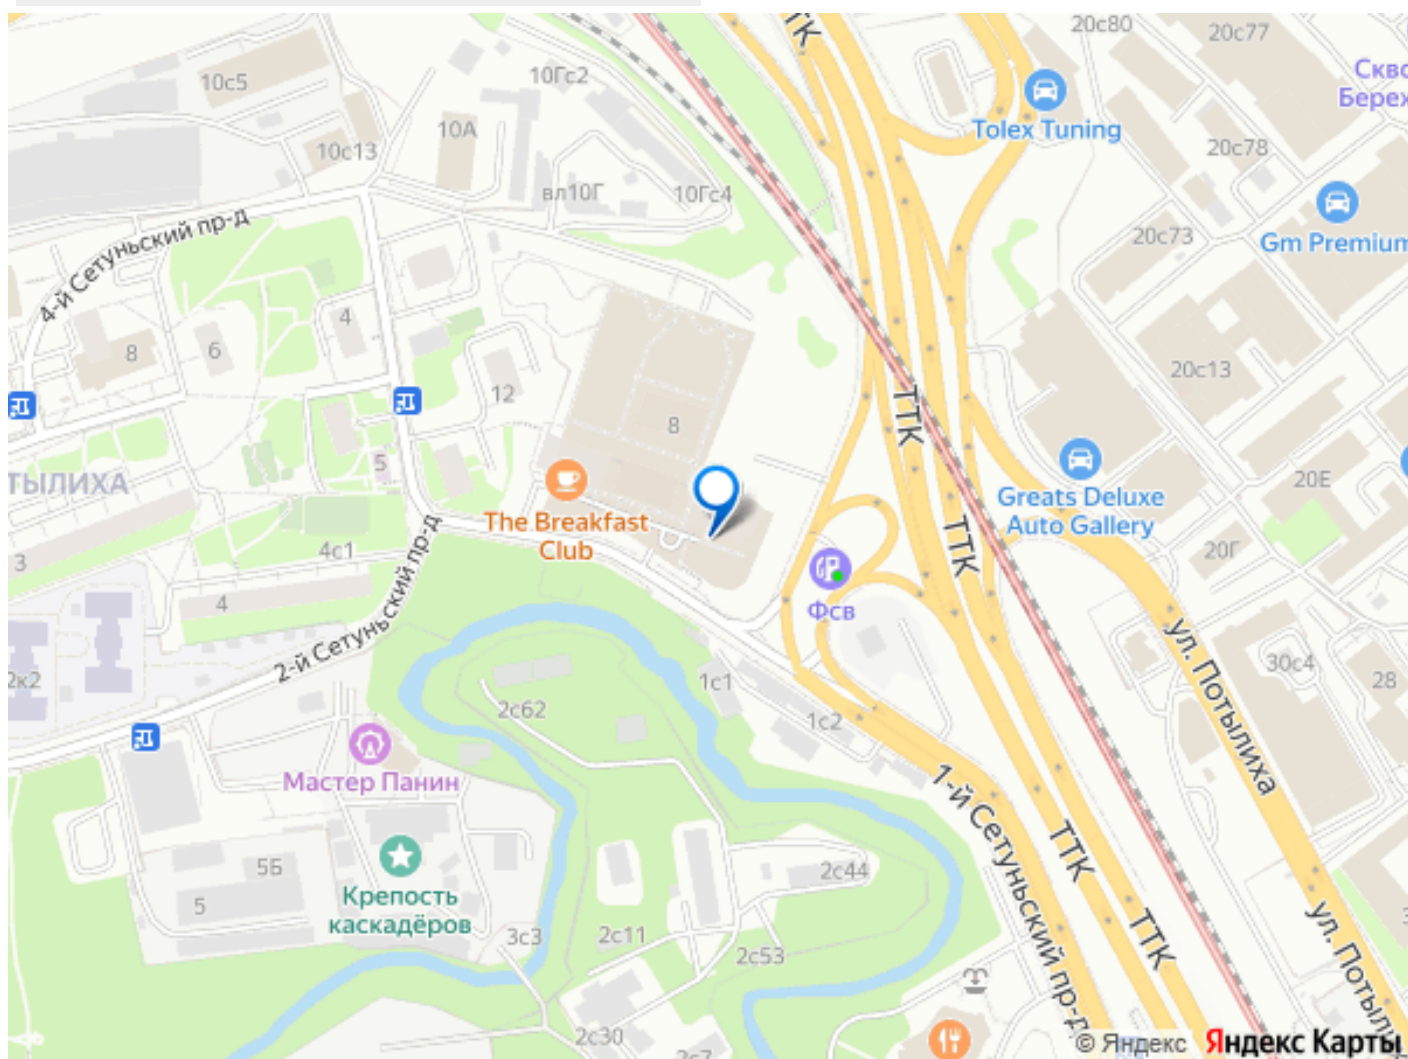 ТТК
20с80
20с77
Скво
Берех
10с5
10Гс2
Tolex Tuning
10А
10с13
20с78
вл10Г
10Гс4
4-й Сетуньский пр-д
20с73
Gm Premium
4
8
6
20с13
12
ТТК
8
5
ТЫЛИХА
20Е
Greats Deluxe
Auto Gallery
The Breakfast
Club
ТТК
3
4с1
20Г
4
Фсв
2-й Сетуньский пр-д
ул. Потылиха
2к2
30с4
28
1с1
2с62
1с2
Мастер Панин
1-й Сетуньский пр-д
ТТК
5Б
2с44
5
Крепость
каскадёров
3с3
2с11
2с53
ТТК
ул. Потылиха
2с30
2с7
© Яндекс Яндекс Карты